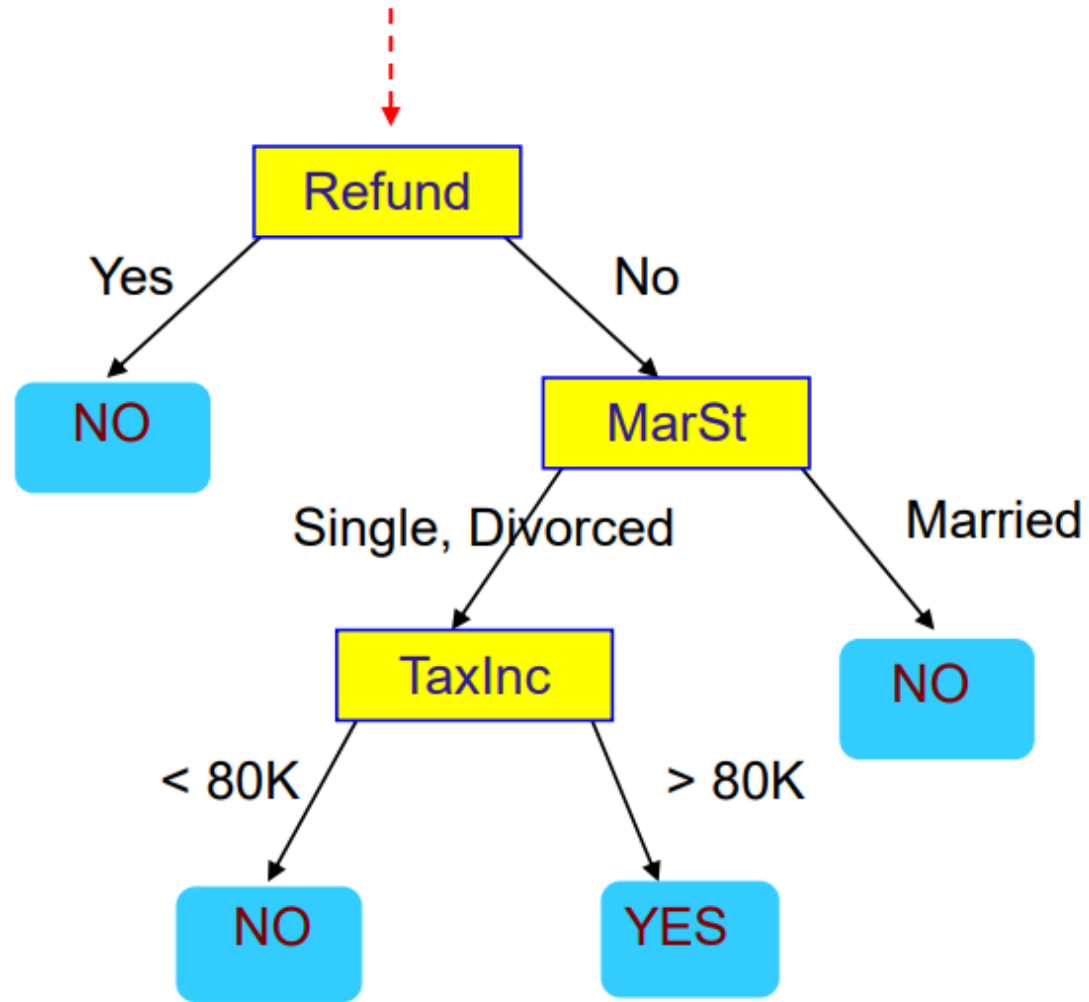 Refund
Yes
No
NO
MarSt
Single, Divorced
Married
TaxInc
NO
< 80K
> 80K
NO
YES